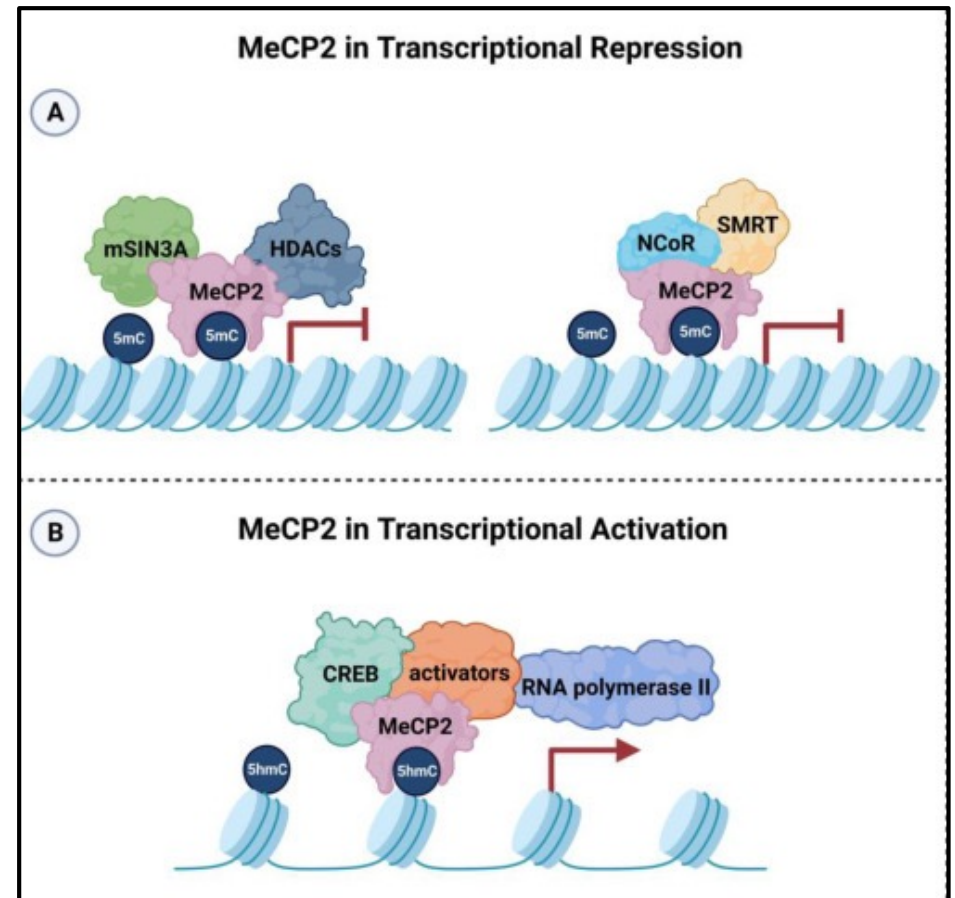 MeCP2 in Transcriptional Repression
A
mSIN3A
HDACs
MeCP2
5mC
5mC
NCoR
SMRT
MeCP2
5mC
5mC
B
MeCP2 in Transcriptional Activation
CREB
activators
RNA polymerase II
MeCP2
5hmC
5hmC